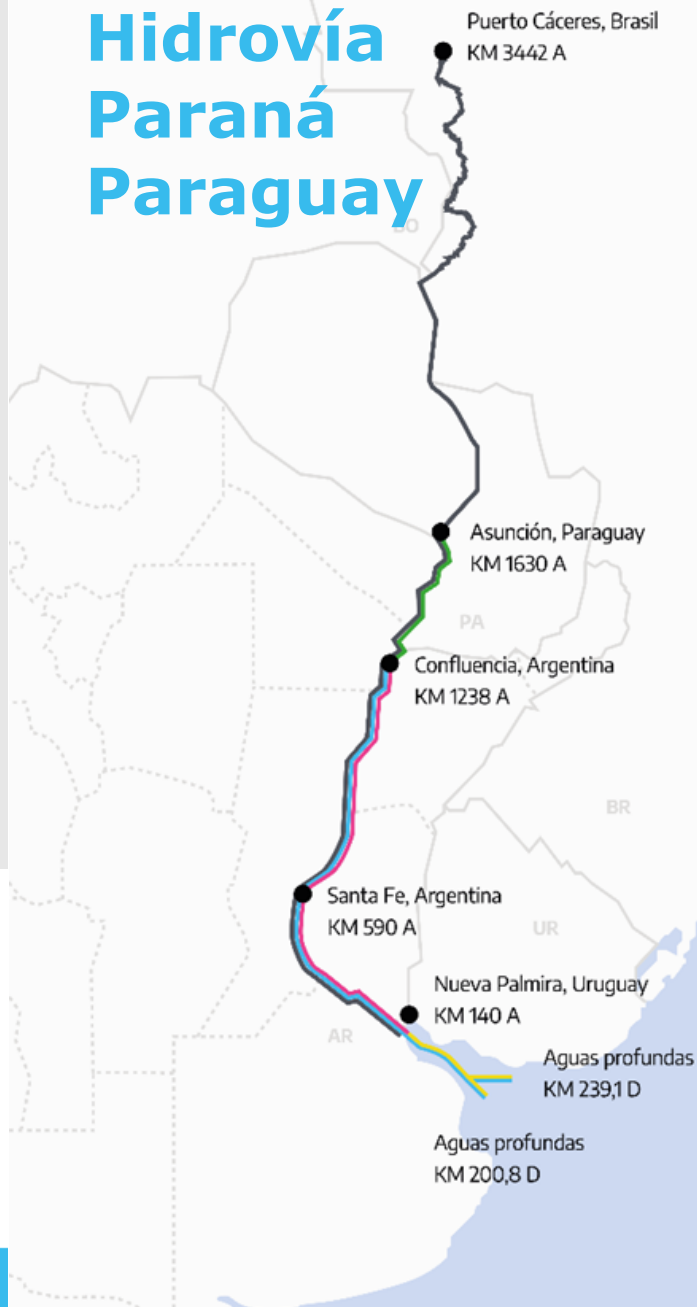 Hidrovía
Paraná
Paraguay
Puerto Cáceres, Brasil
KM 3442 A
BO
Asunción, Paraguay
KM 1630 A
PA
Confluencia, Argentina
KM 1238 A
BR
Santa Fe, Argentina
KM 590 A
UR
Nueva Palmira, Uruguay
KM 140 A
AR
Aguas profundas
KM 239,1 D
Aguas profundas
KM 200,8 D